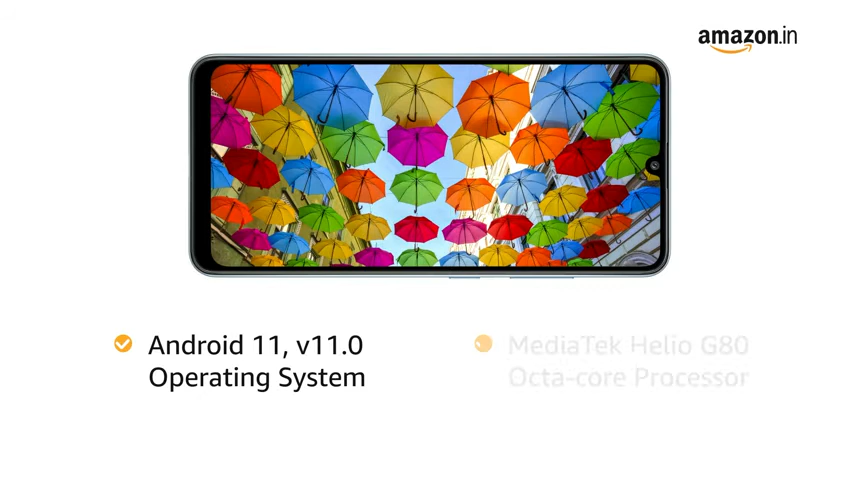 amazon.in
Android 11, v11.0
Operating System
MediaTek Helio G80
Octa-core Processor